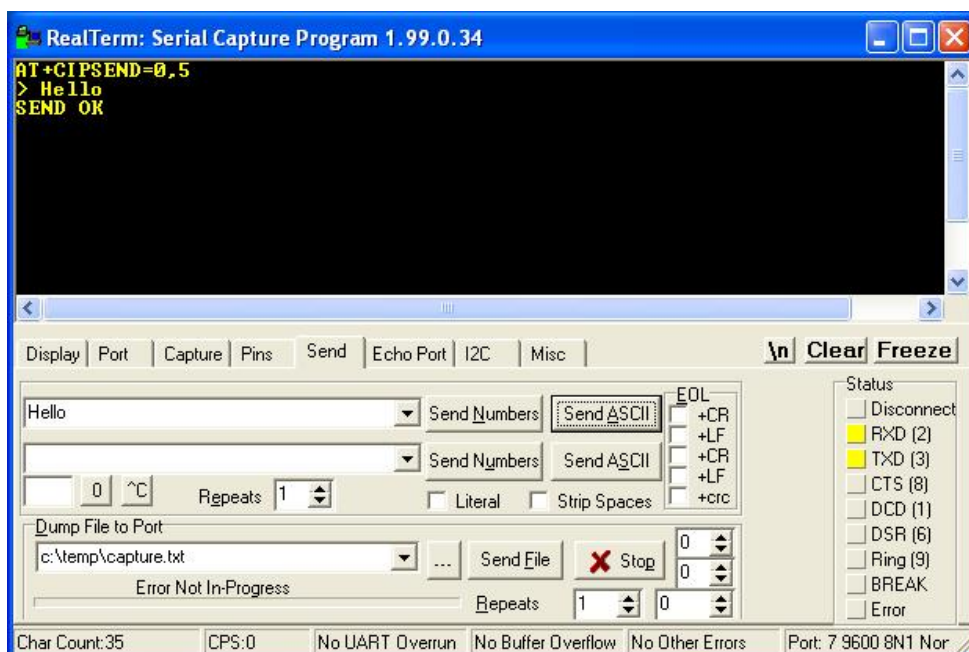 RealTerm: Serial Capture Program 1.99.0.34
AT+CIPSEND=0,5
> Hello
SEND OK
Display Port Capture Pins Send Echo Port I2C Misc \n Clear Freeze
Hello Send Numbers Send ASCII
Send Numbers Send ASCII
0 ^C Repeats 1 Literal Strip Spaces
EOL
+CR
+LF
+CR
+LF
+crc
Dump File to Port
c:\temp\capture.txt ... Send File Stop 0
Error Not In-Progress 0
Repeats 1 0
Status
Disconnect
RXD (2)
TXD (3)
CTS (8)
DCD (1)
DSR (6)
Ring (9)
BREAK
Error
Char Count:35 CPS:0 No UART Overrun No Buffer Overflow No Other Errors Port: 7 9600 8N1 Nor